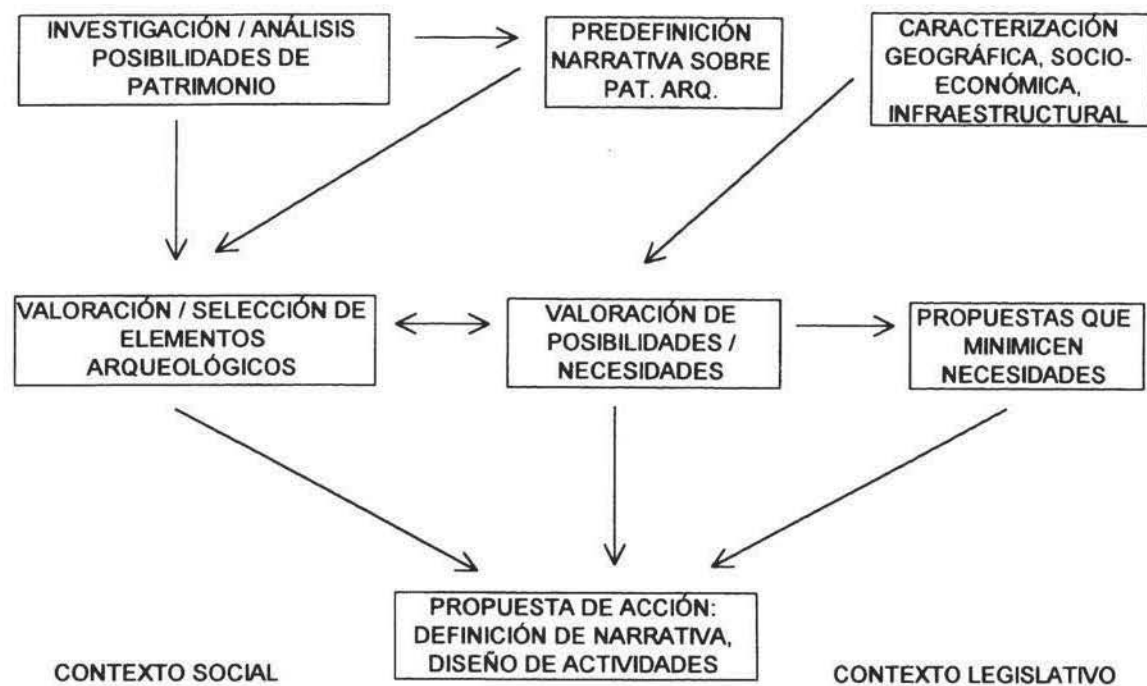 INVESTIGACIÓN / ANÁLISIS
POSIBILIDADES DE
PATRIMONIO
PREDEFINICIÓN
NARRATIVA SOBRE
PAT. ARQ.
CARACTERIZACIÓN
GEOGRÁFICA, SOCIO-
ECONÓMICA,
INFRAESTRUCTURAL
VALORACIÓN / SELECCIÓN DE
ELEMENTOS
ARQUEOLÓGICOS
VALORACIÓN DE
POSIBILIDADES /
NECESIDADES
PROPUESTAS QUE
MINIMICEN
NECESIDADES
PROPUESTA DE ACCIÓN:
DEFINICIÓN DE NARRATIVA,
DISEÑO DE ACTIVIDADES
CONTEXTO SOCIAL
CONTEXTO LEGISLATIVO